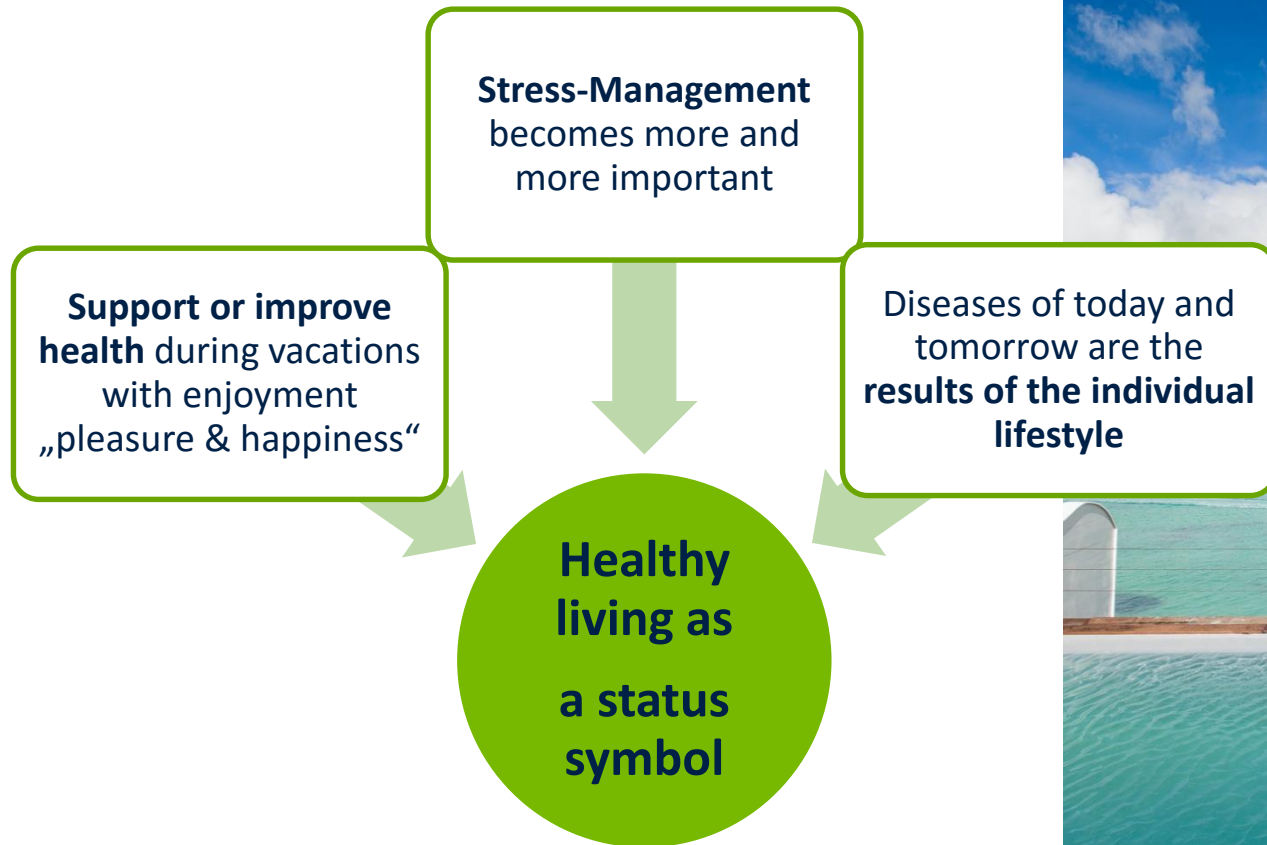 Stress-Management
becomes more and
more important
Support or improve
health during vacations
with enjoyment
„pleasure & happiness“
Diseases of today and
tomorrow are the
results of the individual
lifestyle
Healthy
living as
a status
symbol